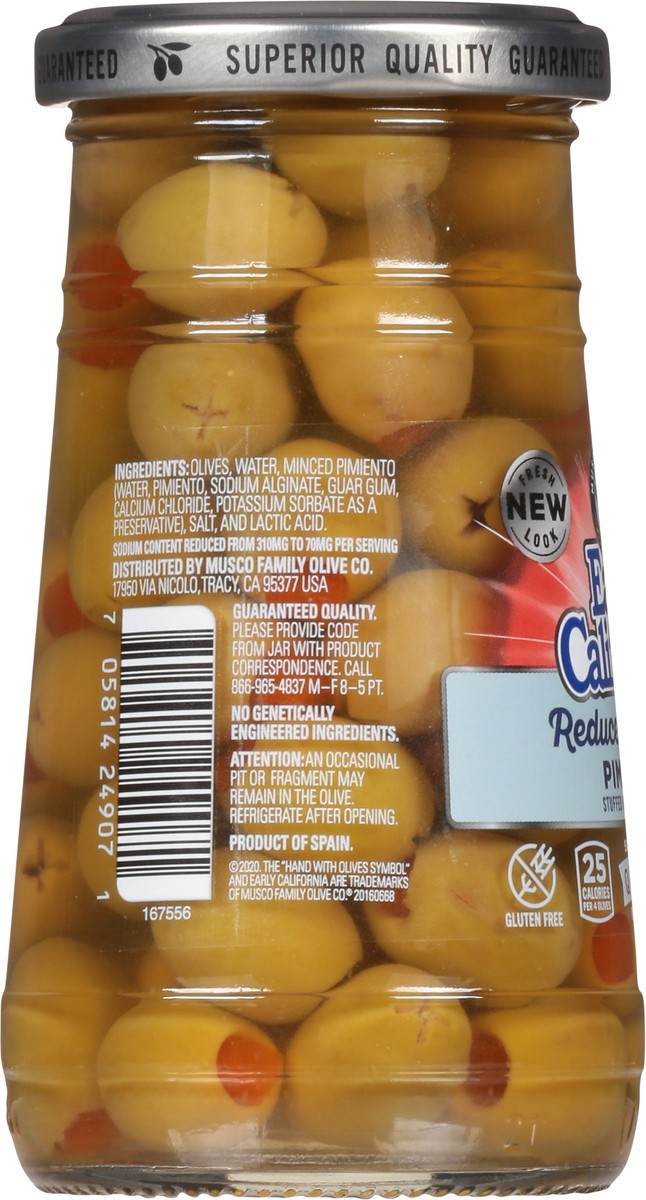 SUPERIOR QUALITY
INGREDIENTS: OLIVES, WATER, MINCED PIMIENTO
(WATER, PIMIENTO, SODIUM ALGINATE, GUAR GUM,
CALCIUM CHLORIDE, POTASSIUM SORBATE AS A
PRESERVATIVE), SALT, AND LACTIC ACID.
SODIUM CONTENT REDUCED FROM 310MG TO 70MG PER SERVING
DISTRIBUTED BY MUSCO FAMILY OLIVE CO.
17950 VIA NICOLO, TRACY, CA 95377 USA
GUARANTEED QUALITY.
PLEASE PROVIDE CODE
FROM JAR WITH PRODUCT
CORRESPONDENCE. CALL
866-965-4837 M-F 8-5 PT.
NO GENETICALLY
ENGINEERED INGREDIENTS.
ATTENTION: AN OCCASIONAL
PIT OR FRAGMENT MAY
REMAIN IN THE OLIVE.
REFRIGERATE AFTER OPENING.
PRODUCT OF SPAIN.
©2020. THE "HAND WITH OLIVES SYMBOL"
AND EARLY CALIFORNIA ARE TRADEMARKS
OF MUSCO FAMILY OLIVE CO.® 20160668
7 05814 24907 1
167556
FRESH
NEW
LOOK
GLUTEN FREE
25
CALORIES
PER 4 OLIVES